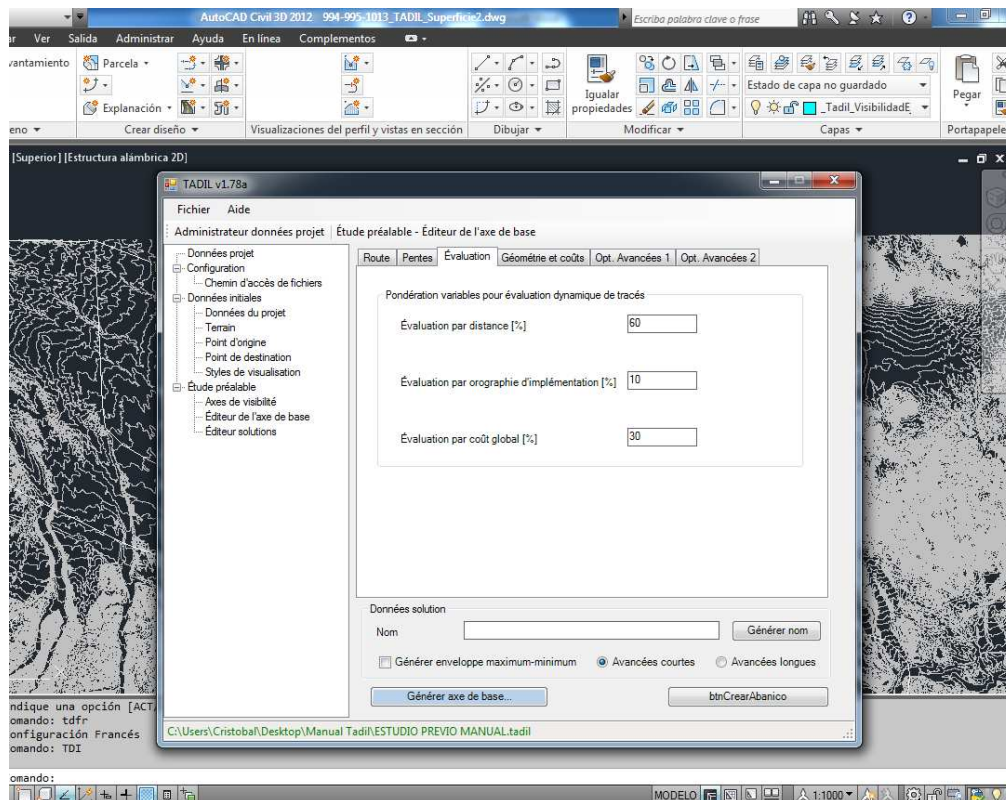 AutoCAD Civil 3D 2012 994-995-1013_TADIL_Superficie2.dwg
Escriba palabra clave o frase
Ver Salida Administrar Ayuda En línea Complementos
Parcela
Explanación
Igualar
propiedades
Estado de capa no guardado
_Tadil_VisibilidadE
Pegar
Crear diseño
Visualizaciones del perfil y vistas en sección
Dibujar
Modificar
Capas
[Superior] [Estructura alámbrica 2D]
TADIL v1.78a
Fichier Aide
Administrateur données projet Étude préalable - Éditeur de l'axe de base
Données projet
Configuration
Chemin d'accès de fichiers
Données initiales
Données du projet
Terrain
Point d'origine
Point de destination
Styles de visualisation
Étude préalable
Axes de visibilité
Éditeur de l'axe de base
Éditeur solutions
Route Pentes Évaluation Géométrie et coûts Opt. Avancées 1 Opt. Avancées 2
Pondération variables pour évaluation dynamique de tracés
Évaluation par distance [%] 60
Évaluation par orographie d'implémentation [%] 10
Évaluation par coût global [%] 30
Données solution
Nom Générer nom
Générer enveloppe maximum-minimum Avancées courtes Avancées longues
Générer axe de base... btnCrearAbanico
C:\Users\Cristobal\Desktop\Manual Tadil\ESTUDIO PREVIO MANUAL.tadil
ndique una opción [ACT
omando: tdfr
onfiguración Francés
omando: TDI
omando:
MODELO 1:1000